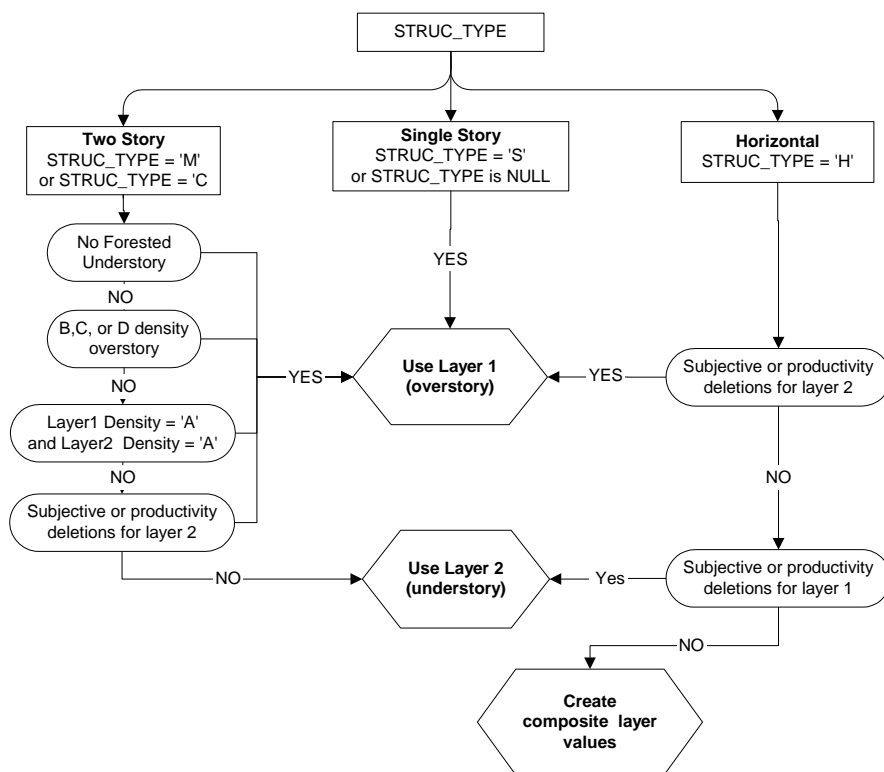 STRUC_TYPE
Two Story
STRUC_TYPE = 'M'
or STRUC_TYPE = 'C
Single Story
STRUC_TYPE = 'S'
or STRUC_TYPE is NULL
Horizontal
STRUC_TYPE = 'H'
No Forested
Understory
YES
NO
B,C, or D density
overstory
YES
Use Layer 1
(overstory)
YES
Subjective or productivity
deletions for layer 2
NO
Layer1 Density = 'A'
and Layer2 Density = 'A'
NO
NO
Subjective or productivity
deletions for layer 2
NO
Use Layer 2
(understory)
Yes
Subjective or productivity
deletions for layer 1
NO
Create
composite layer
values